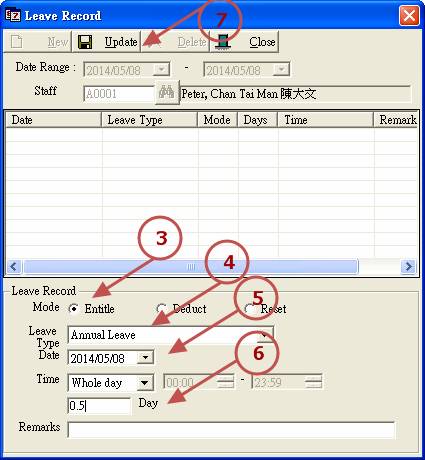 Leave Record
New Update Delete Close
7
Date Range : 2014/05/08 - 2014/05/08
Staff A0001 Peter, Chan Tai Man 陳大文
Date Leave Type Mode Days Time Remark
3
4
Leave Record
Mode Entitle Deduct Reset
5
Leave Type Annual Leave
Date 2014/05/08
6
Time Whole day 00:00 - 23:59
0.5 Day
Remarks